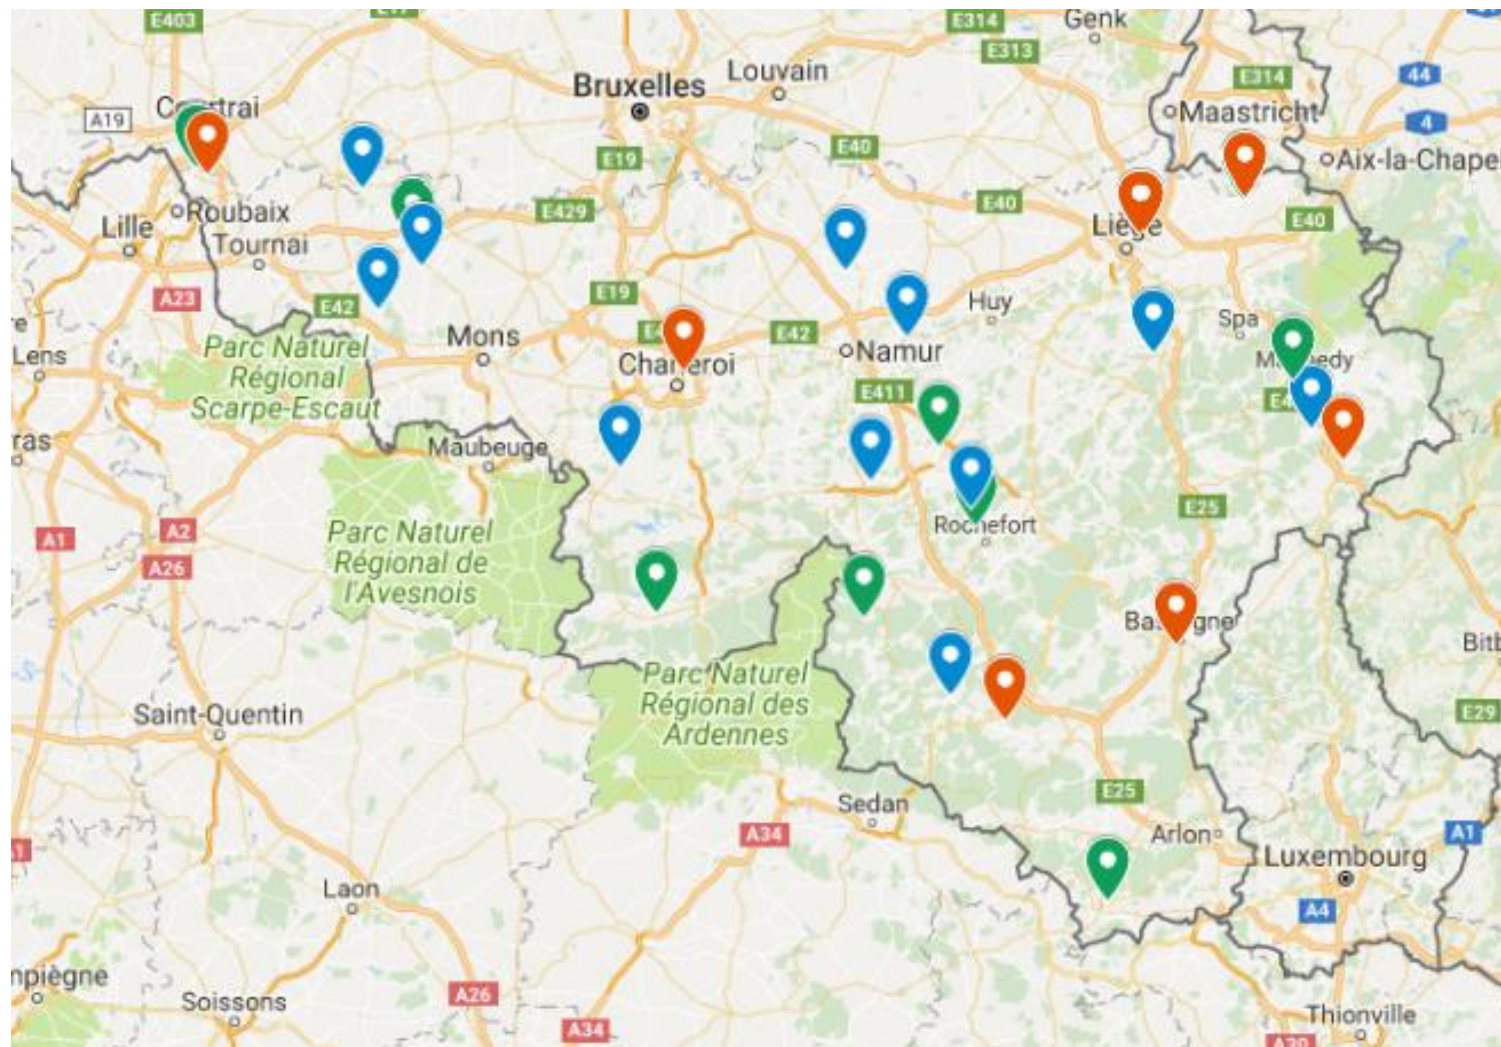 E403
E314
Genk
E313
Bruxelles
Louvain
E314
44
A19
Maastricht
4
E19
E40
Aix-la-Chapel
Roubaix
E429
E40
Lille
Tournai
E40
A23
E19
Huy
E42
Spa
Mons
E42
Namur
Lens
Parc Naturel
Régional
Scarpe-Escaut
E411
ras
Maubeuge
A1
A2
Parc Naturel
Régional de
l'Avesnois
E25
A26
Bitb
Parc Naturel
Régional des
Ardennes
Saint-Quentin
E29
E25
Sedan
A34
Arlon
A1
Luxembourg
Laon
A4
mpiègne
Soissons
A26
A34
Thionville